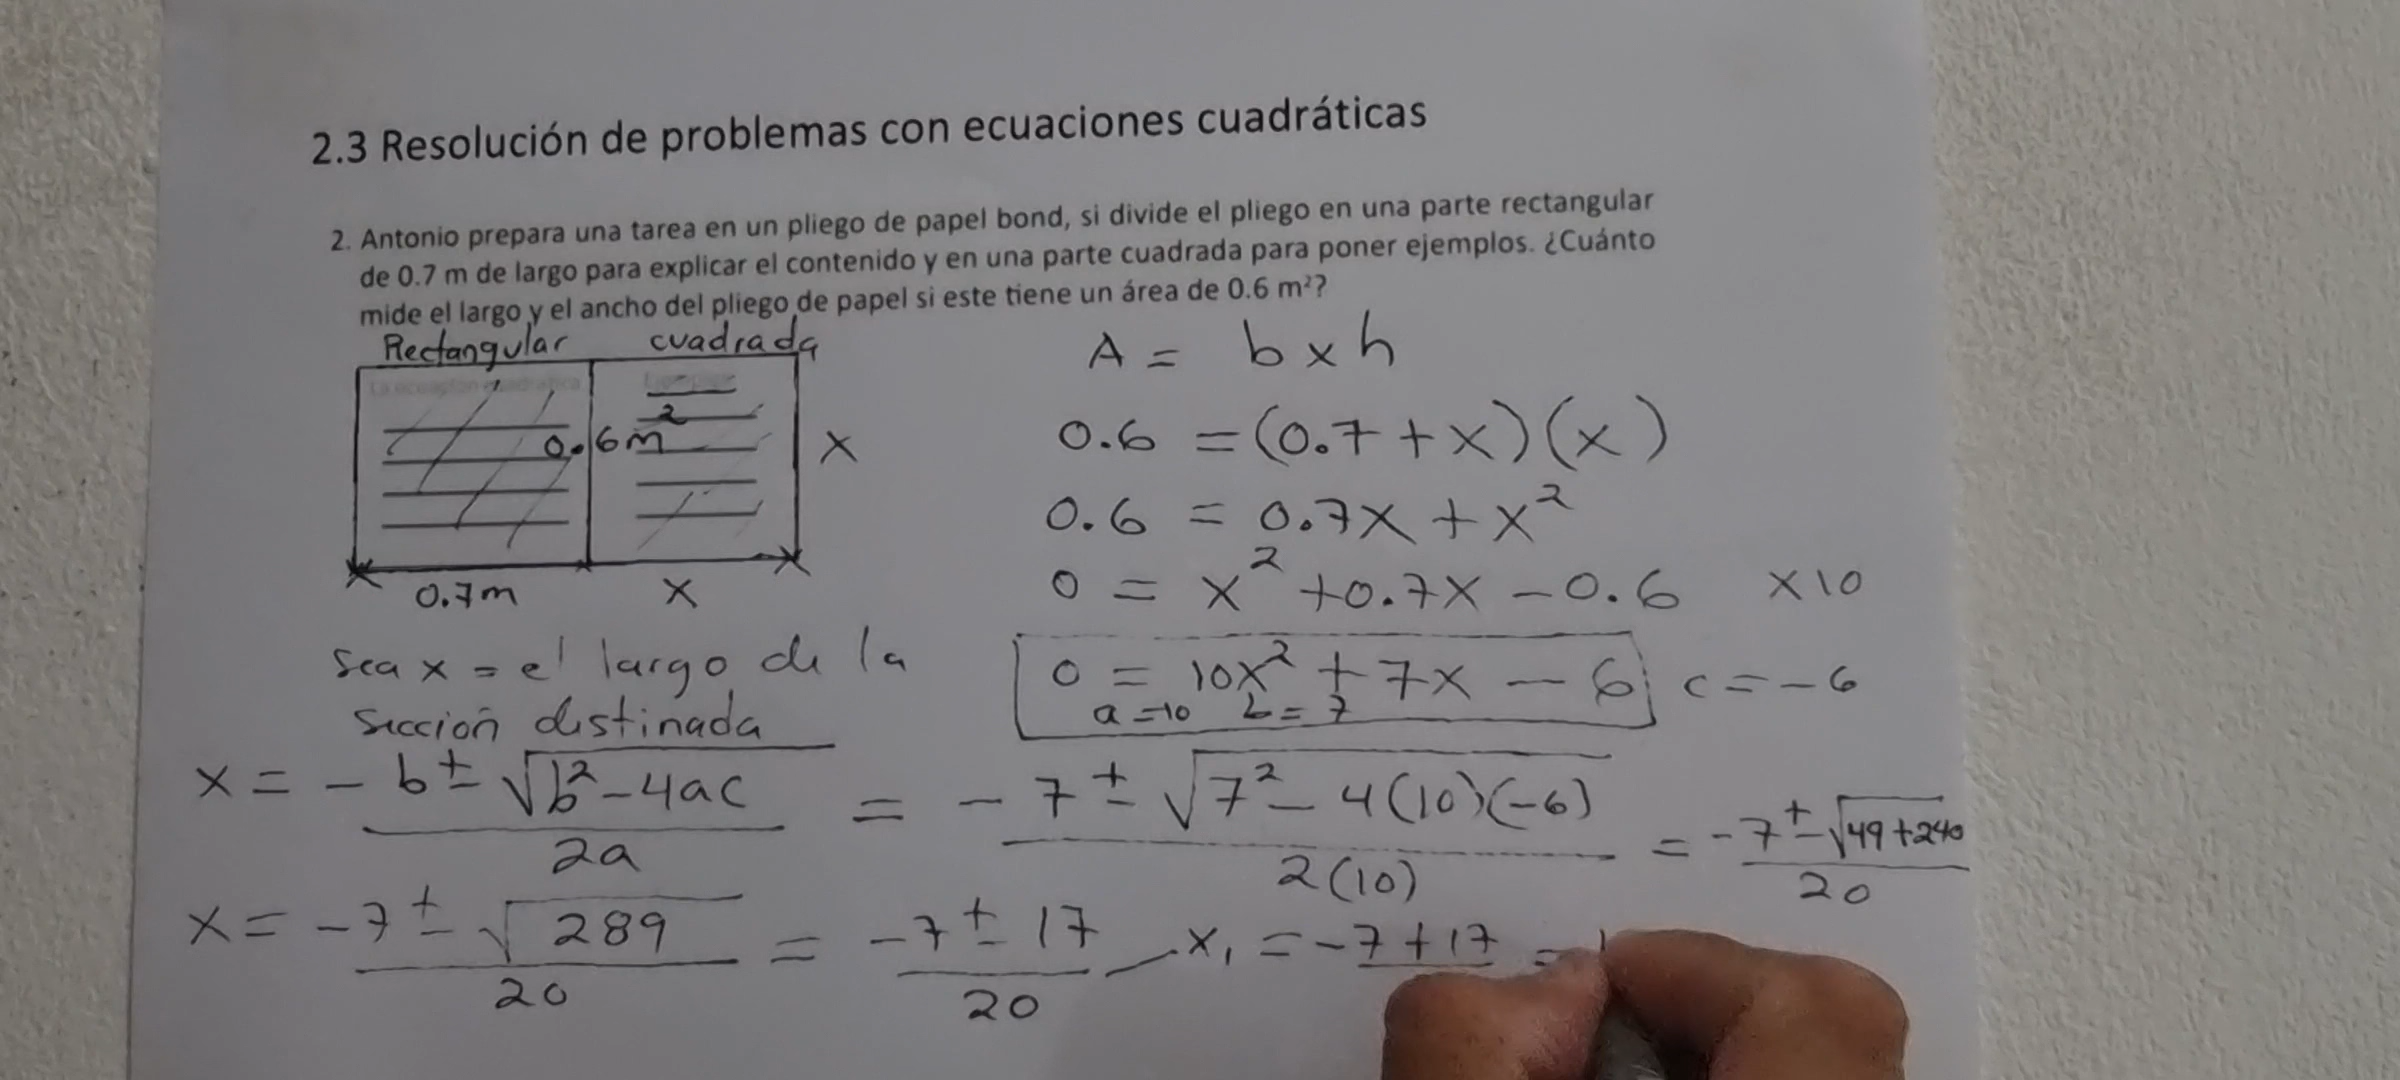 2.3 Resolución de problemas con ecuaciones cuadráticas
2. Antonio prepara una tarea en un pliego de papel bond, si divide el pliego en una parte rectangular
de 0.7 m de largo para explicar el contenido y en una parte cuadrada para poner ejemplos. ¿Cuánto
mide el largo y el ancho del pliego de papel si este tiene un área de 0.6 m²?
Rectangular cuadrada
0.6m²
x
0.7m x
sea x = el largo de la
sección destinada
A = b x h
0.6 = (0.7 + x)(x)
0.6 = 0.7x + x²
0 = x² + 0.7x - 0.6 x10
0 = 10x² + 7x - 6 c = -6
a = 10 b = 7
x = -b ± √b² - 4ac / 2a = -7 ± √7² - 4(10)(-6) / 2(10) = -7 ± √49 + 240 / 20
x = -7 ± √289 / 20 = -7 ± 17 / 20 x₁ = -7 + 17 =